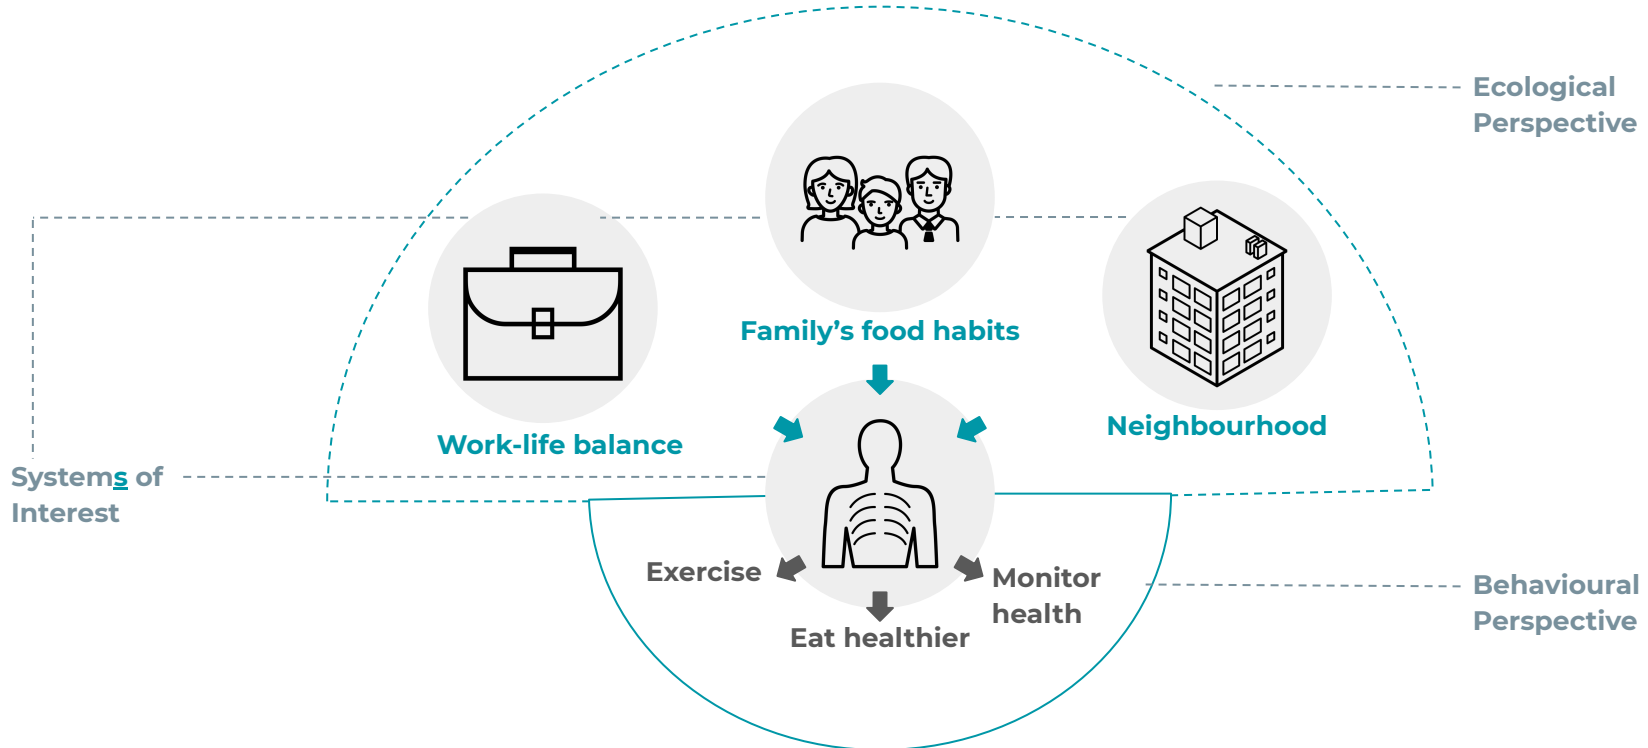 Ecological
Perspective
Family’s food habits
Neighbourhood
Work-life balance
Systems of
Interest
Exercise
Monitor
health
Eat healthier
Behavioural
Perspective